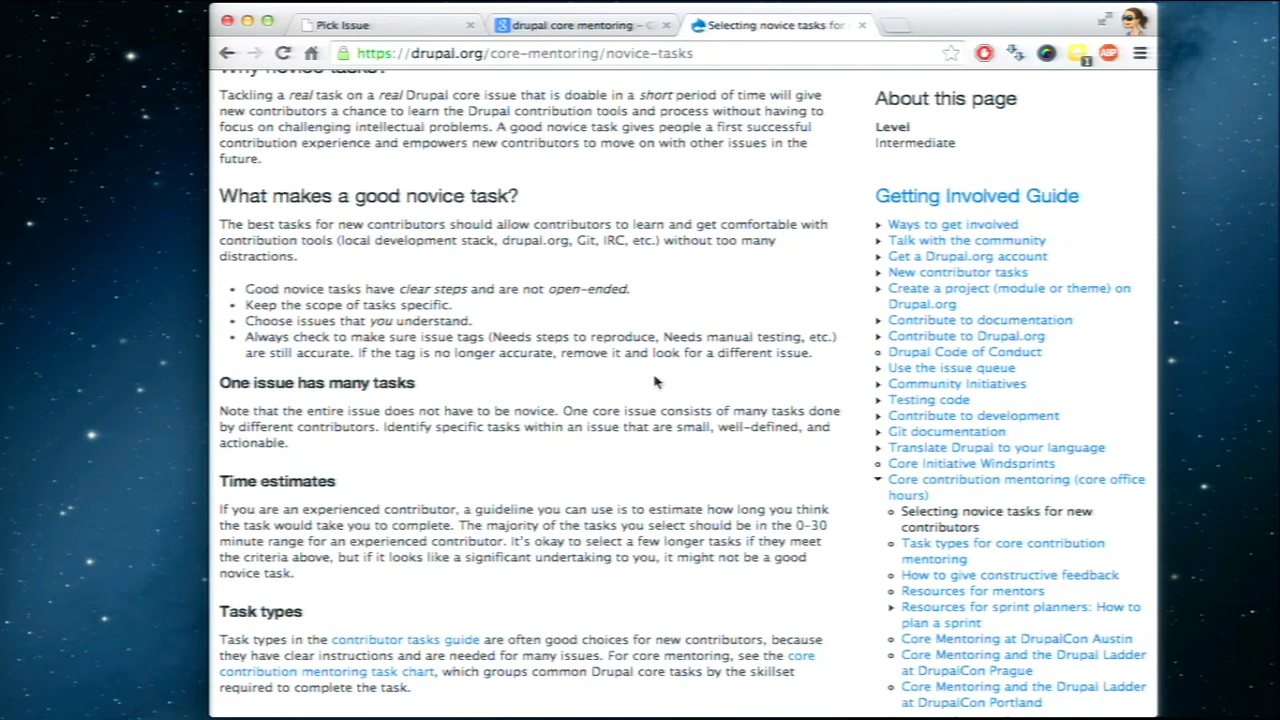 Pick Issue
drupal core mentoring – G
Selecting novice tasks for
https://drupal.org/core-mentoring/novice-tasks
1
ABP
Why novice tasks?
Tackling a real task on a real Drupal core issue that is doable in a short period of time will give
new contributors a chance to learn the Drupal contribution tools and process without having to
focus on challenging intellectual problems. A good novice task gives people a first successful
contribution experience and empowers new contributors to move on with other issues in the
future.
What makes a good novice task?
The best tasks for new contributors should allow contributors to learn and get comfortable with
contribution tools (local development stack, drupal.org, Git, IRC, etc.) without too many
distractions.
Good novice tasks have clear steps and are not open-ended.
Keep the scope of tasks specific.
Choose issues that you understand.
Always check to make sure issue tags (Needs steps to reproduce, Needs manual testing, etc.)
are still accurate. If the tag is no longer accurate, remove it and look for a different issue.
One issue has many tasks
Note that the entire issue does not have to be novice. One core issue consists of many tasks done
by different contributors. Identify specific tasks within an issue that are small, well-defined, and
actionable.
Time estimates
If you are an experienced contributor, a guideline you can use is to estimate how long you think
the task would take you to complete. The majority of the tasks you select should be in the 0-30
minute range for an experienced contributor. It's okay to select a few longer tasks if they meet
the criteria above, but if it looks like a significant undertaking to you, it might not be a good
novice task.
Task types
Task types in the contributor tasks guide are often good choices for new contributors, because
they have clear instructions and are needed for many issues. For core mentoring, see the core
contribution mentoring task chart, which groups common Drupal core tasks by the skillset
required to complete the task.
About this page
Level
Intermediate
Getting Involved Guide
Ways to get involved
Talk with the community
Get a Drupal.org account
New contributor tasks
Create a project (module or theme) on
Drupal.org
Contribute to documentation
Contribute to Drupal.org
Drupal Code of Conduct
Use the issue queue
Community Initiatives
Testing code
Contribute to development
Git documentation
Translate Drupal to your language
Core Initiative Windsprints
Core contribution mentoring (core office
hours)
Selecting novice tasks for new
contributors
Task types for core contribution
mentoring
How to give constructive feedback
Resources for mentors
Resources for sprint planners: How to
plan a sprint
Core Mentoring at DrupalCon Austin
Core Mentoring and the Drupal Ladder
at DrupalCon Prague
Core Mentoring and the Drupal Ladder
at DrupalCon Portland